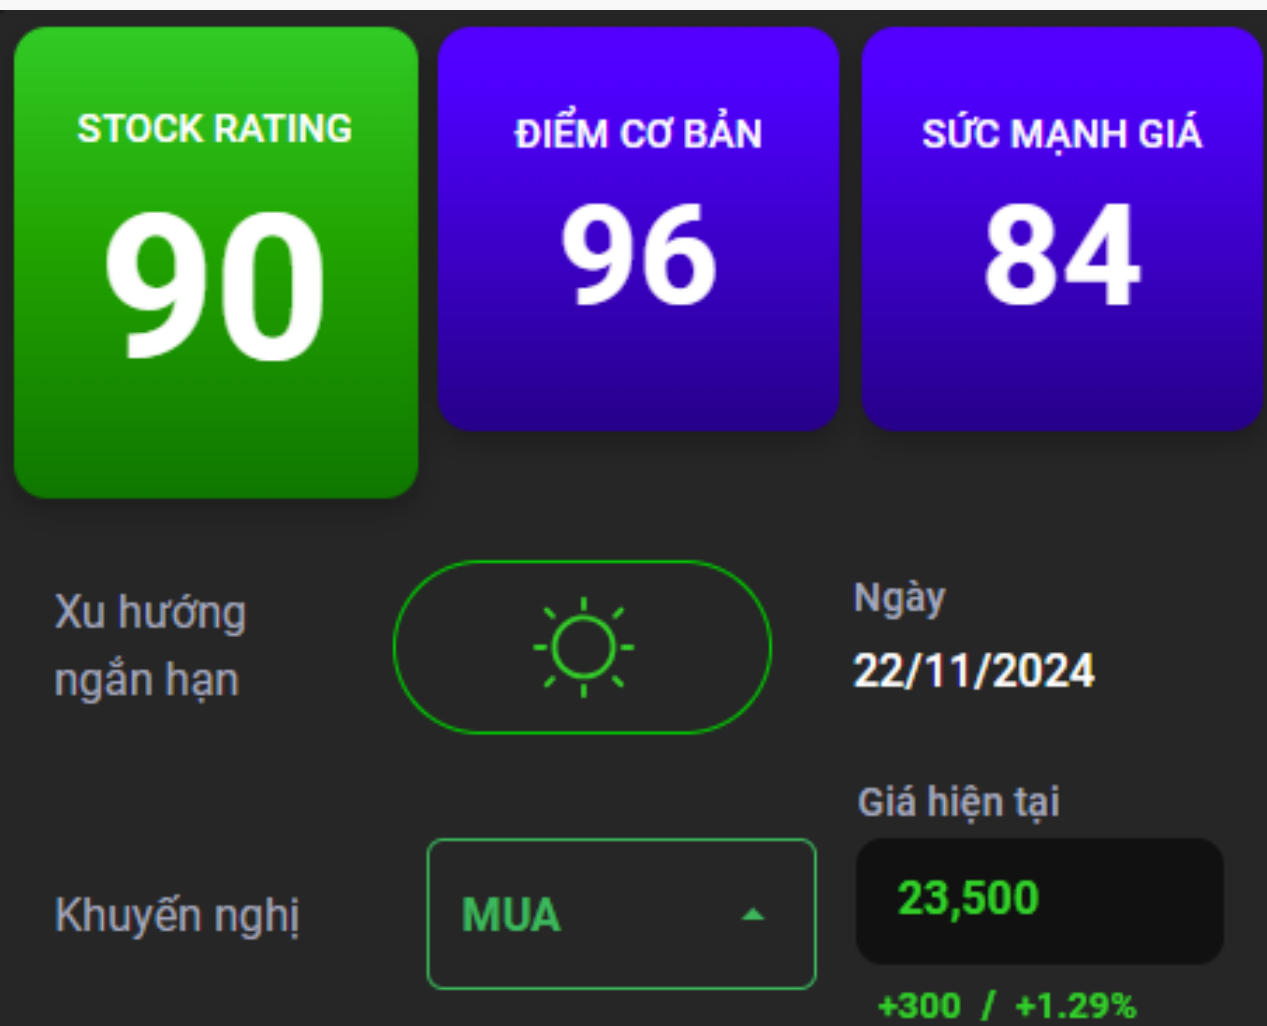 STOCK RATING
90
ĐIỂM CƠ BẢN
96
SỨC MẠNH GIÁ
84
Xu hướng
ngắn hạn
Ngày
22/11/2024
Khuyến nghị
MUA
Giá hiện tại
23,500
+300 / +1.29%